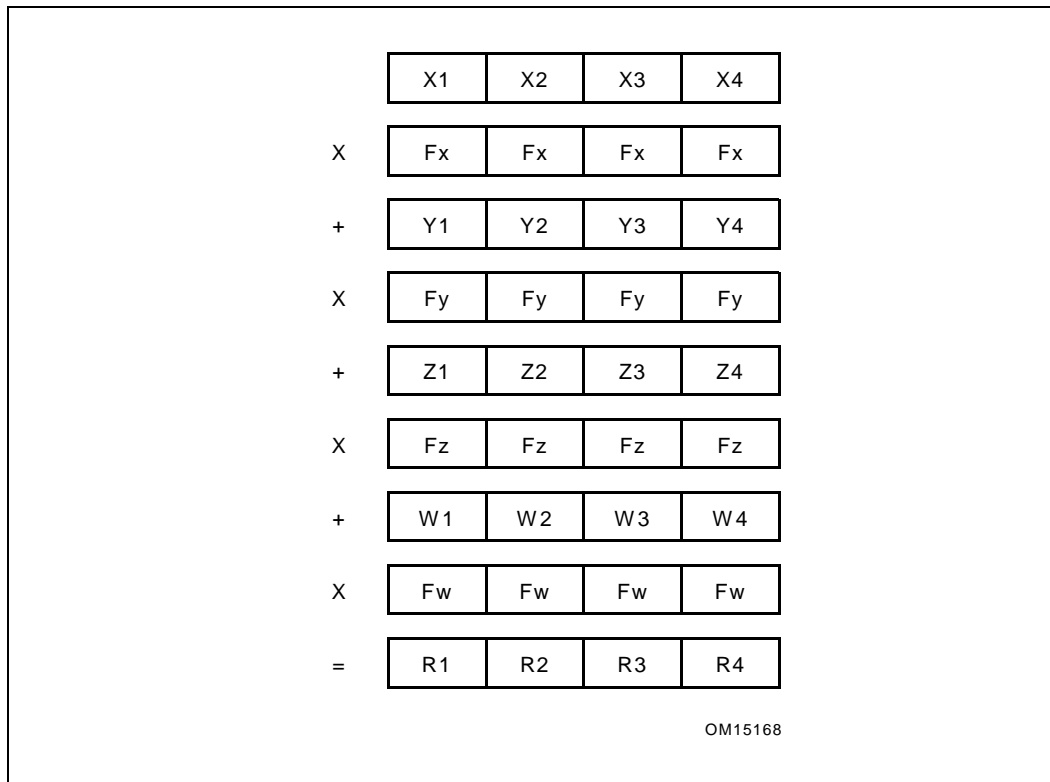 X1 X2 X3 X4
X Fx Fx Fx Fx
+ Y1 Y2 Y3 Y4
X Fy Fy Fy Fy
+ Z1 Z2 Z3 Z4
X Fz Fz Fz Fz
+ W1 W2 W3 W4
X Fw Fw Fw Fw
= R1 R2 R3 R4
OM15168